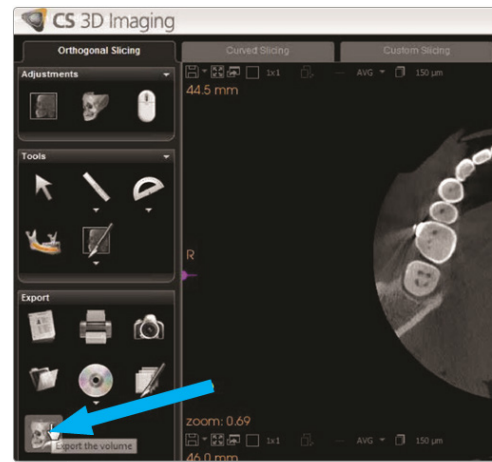 CS 3D Imaging
Orthogonal Slicing
Curved Slicing
Custom Slicing
Adjustments
1x1
AVG
150 µm
44.5 mm
Tools
R
Export
zoom: 0.69
Export the volume
1x1
AVG
150 µm
46.0 mm